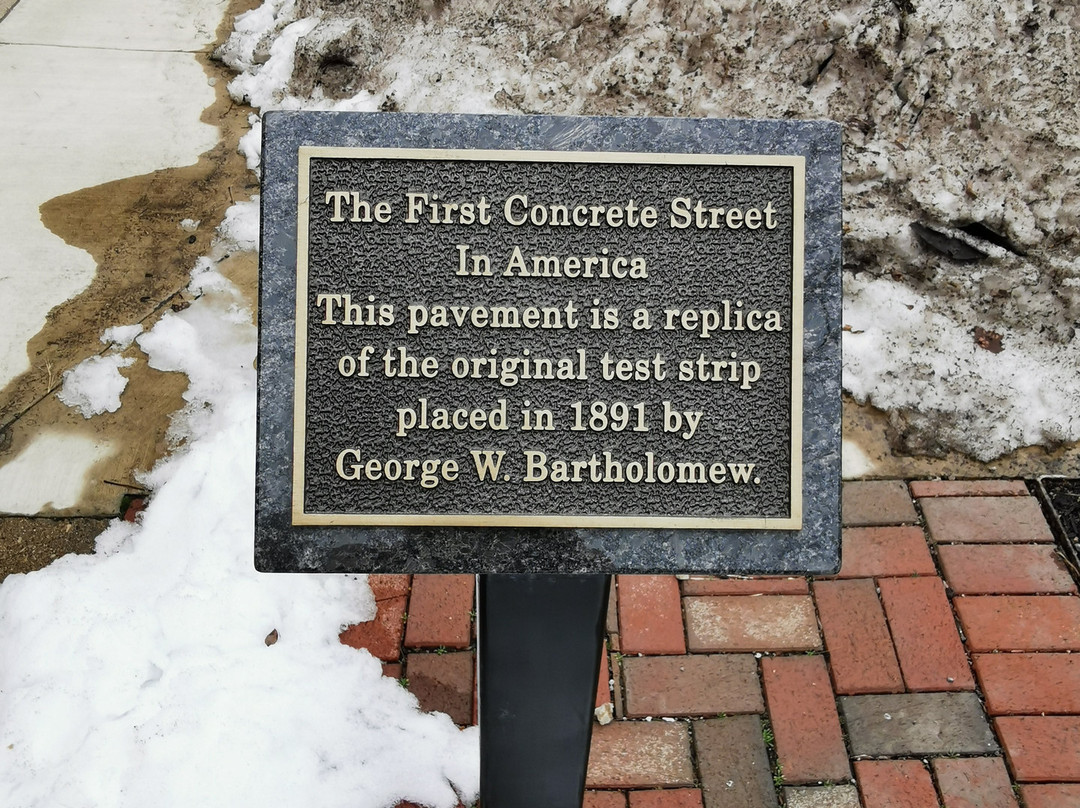 The First Concrete Street
In America
This pavement is a replica
of the original test strip
placed in 1891 by
George W. Bartholomew.